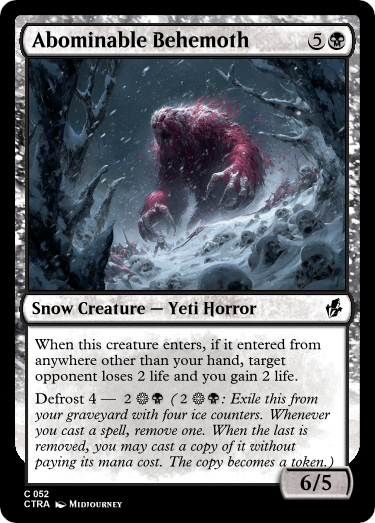 Abominable Behemoth 5
Snow Creature — Yeti Horror
When this creature enters, if it entered from
anywhere other than your hand, target
opponent loses 2 life and you gain 2 life.
Defrost 4 — 2 ( 2 : Exile this from
your graveyard with four ice counters. Whenever
you cast a spell, remove one. When the last is
removed, you may cast a copy of it without
paying its mana cost. The copy becomes a token.)
6/5
C 052
CTRA Midjourney